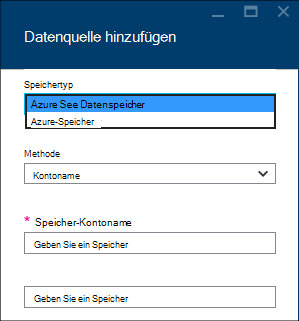 Datenquelle hinzufügen
Speichertyp
Azure See Datenspeicher
Azure-Speicher
Methode
Kontoname
* Speicher-Kontoname
Geben Sie ein Speicher
Geben Sie ein Speicher